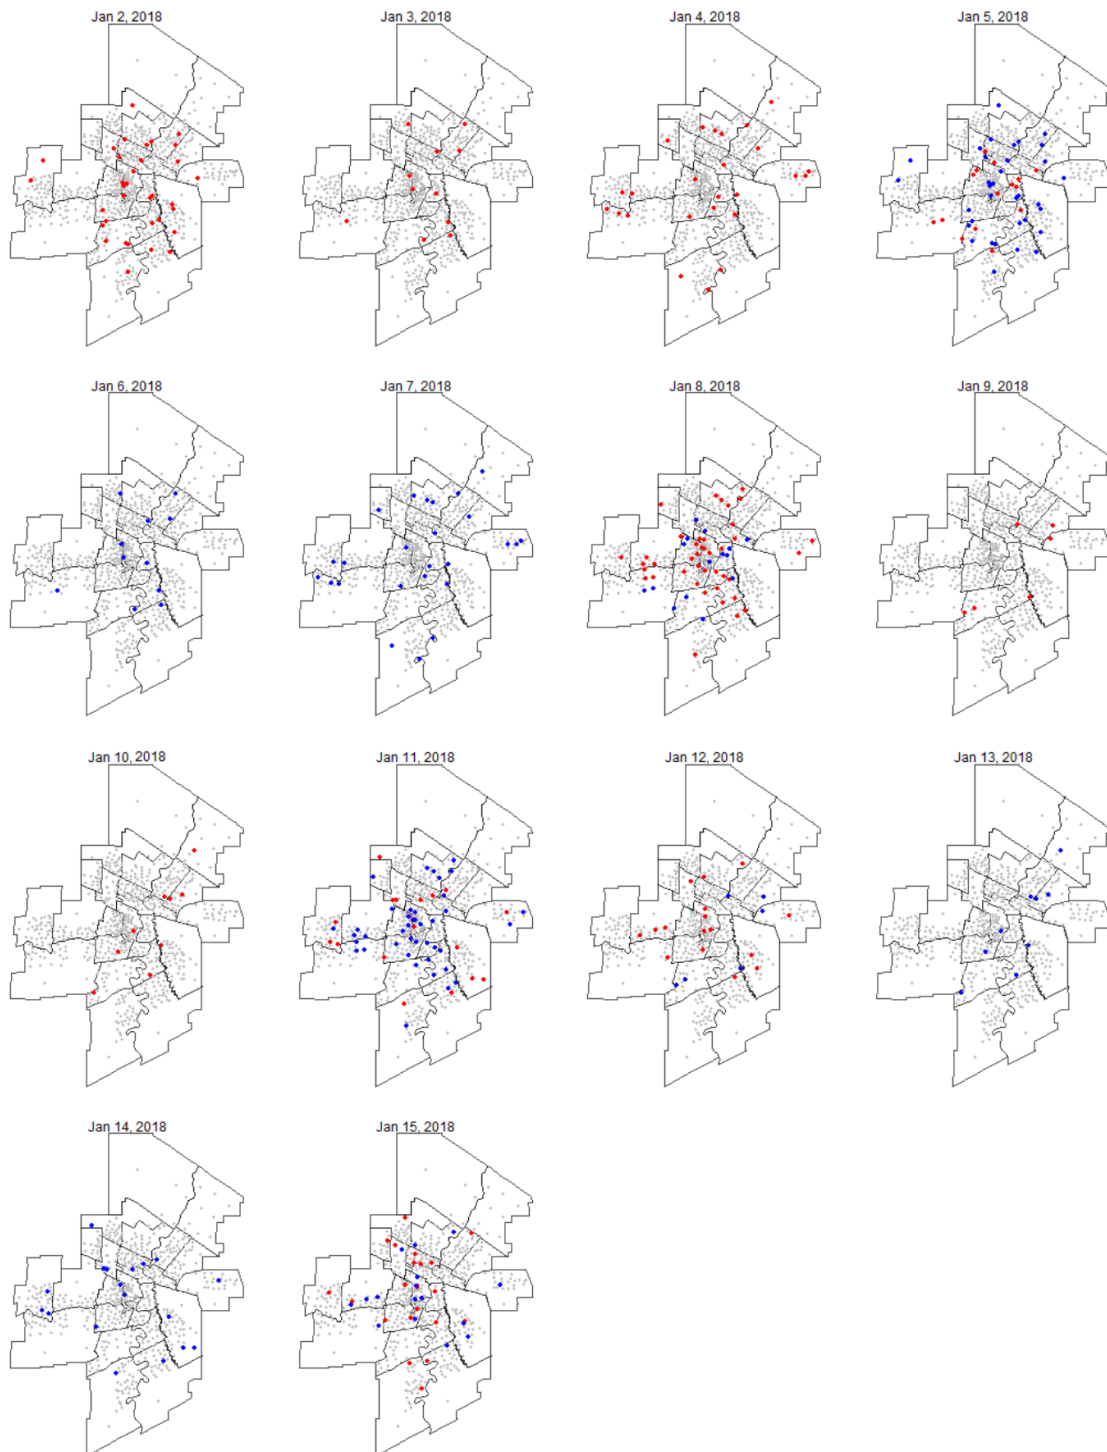 Jan 2, 2018
Jan 3, 2018
Jan 4, 2018
Jan 5, 2018
Jan 6, 2018
Jan 7, 2018
Jan 8, 2018
Jan 9, 2018
Jan 10, 2018
Jan 11, 2018
Jan 12, 2018
Jan 13, 2018
Jan 14, 2018
Jan 15, 2018